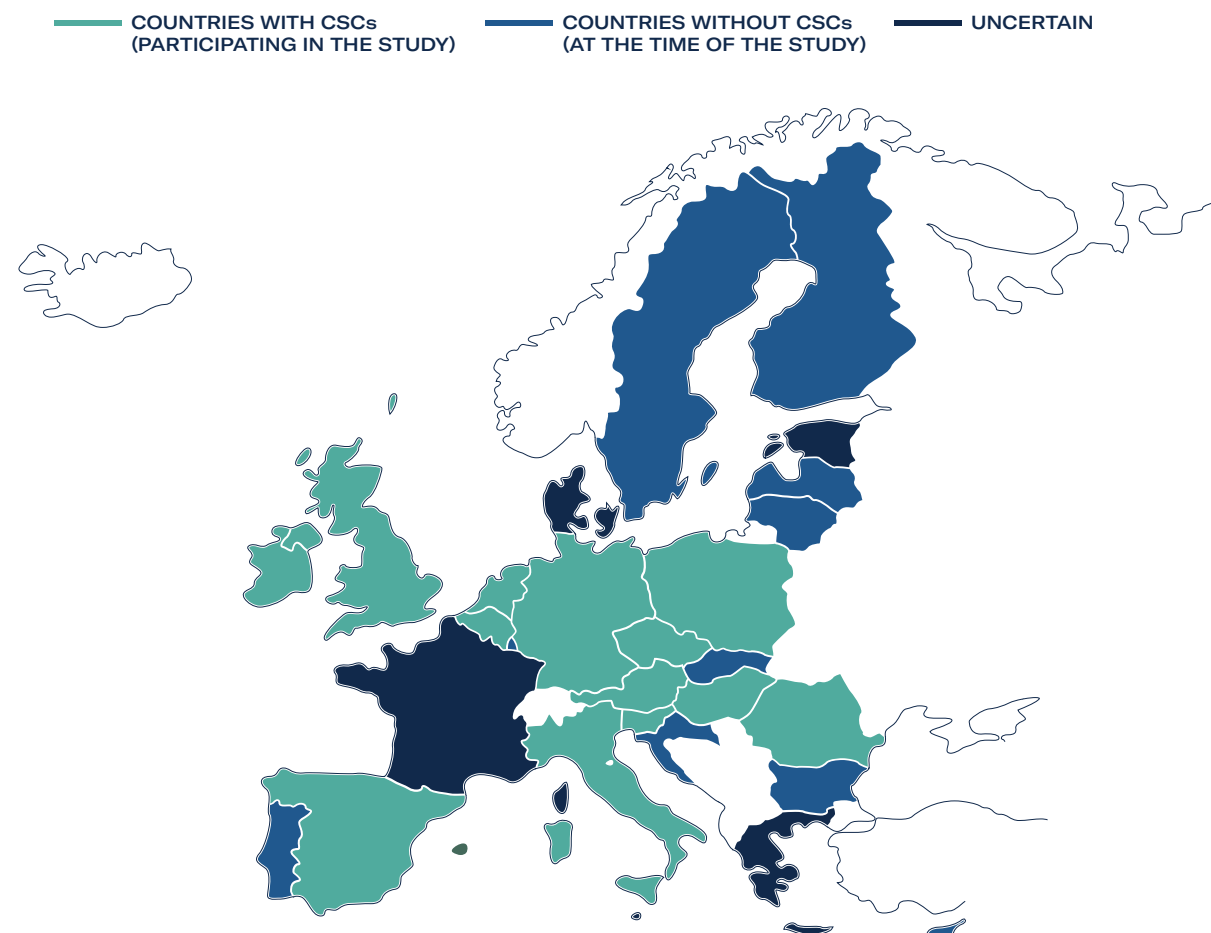 COUNTRIES WITH CSCs
(PARTICIPATING IN THE STUDY)
COUNTRIES WITHOUT CSCs
(AT THE TIME OF THE STUDY)
UNCERTAIN